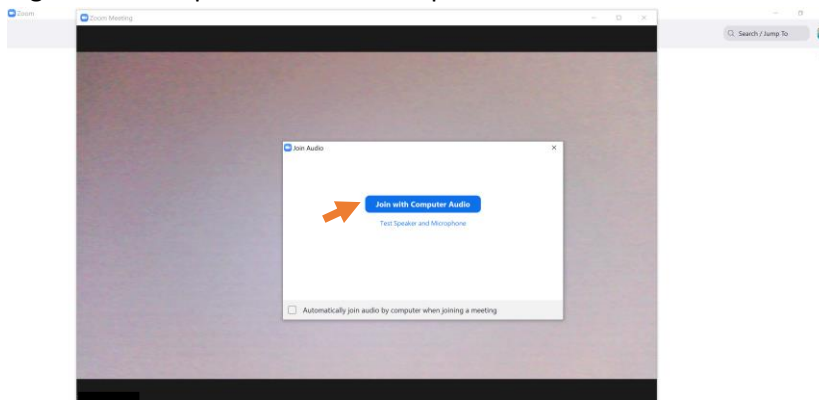 Zoom
Zoom Meeting
Search / Jump To
Join Audio
Join with Computer Audio
Test Speaker and Microphone
Automatically join audio by computer when joining a meeting